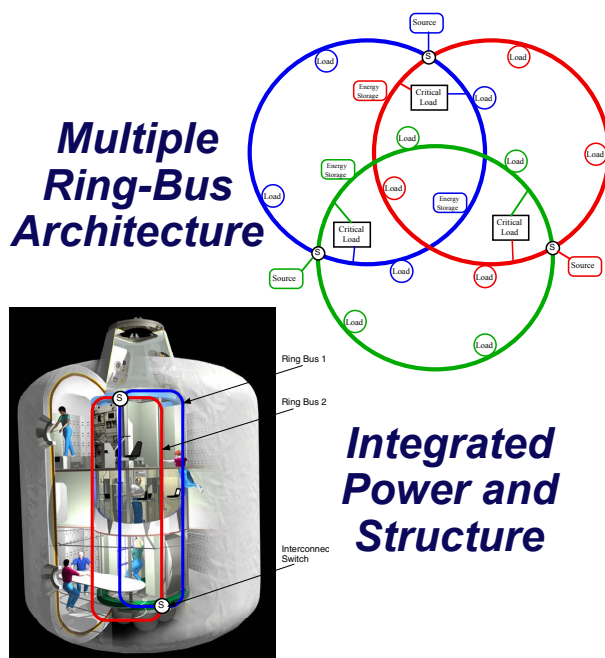 Source
S
Load
Load
Energy
Storage
Critical
Load
Load
Multiple
Ring-Bus
Architecture
Load
Load
Load
Energy
Storage
Load
Load
Energy
Storage
Critical
Load
Critical
Load
S
S
Source
Load
Load
Source
Load
Load
Ring Bus 1
S
Ring Bus 2
Integrated
Power and
Structure
Interconnec
Switch
S